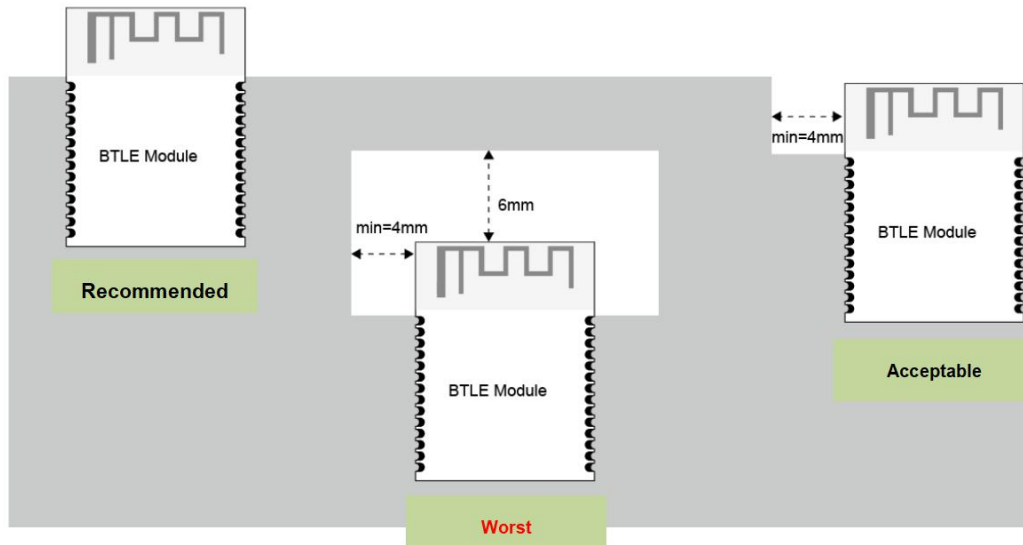 BTLE Module
Recommended
6mm
min=4mm
BTLE Module
Worst
min=4mm
BTLE Module
Acceptable